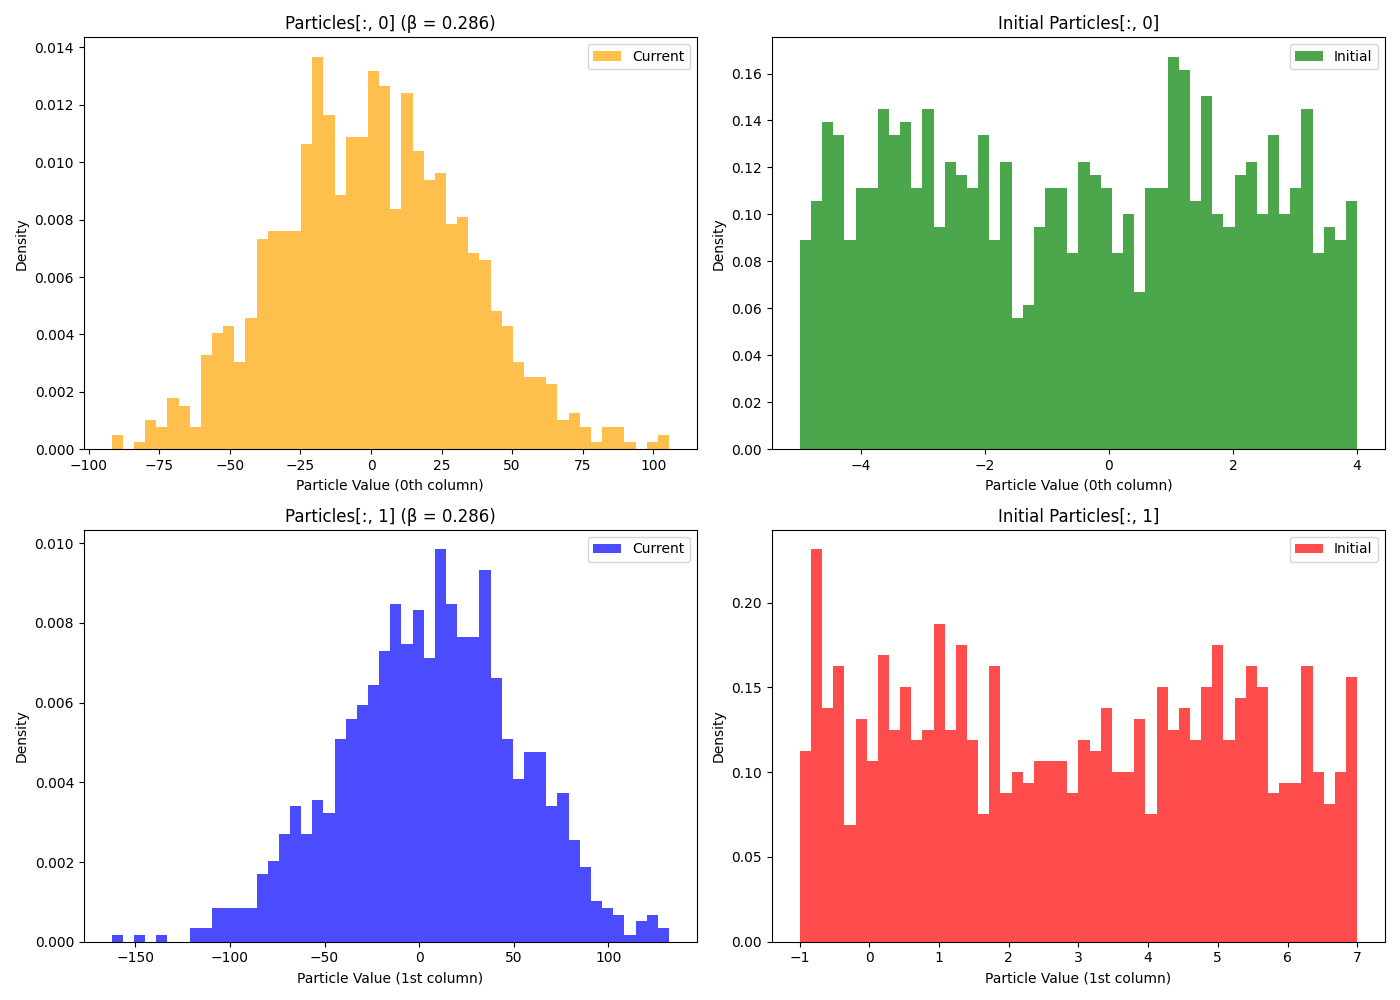 Particles[:, 0] (β = 0.286)
Current
Density
0.014
0.012
0.010
0.008
0.006
0.004
0.002
0.000
−100 −75 −50 −25 0 25 50 75 100
Particle Value (0th column)
Initial Particles[:, 0]
Initial
Density
0.16
0.14
0.12
0.10
0.08
0.06
0.04
0.02
0.00
−4 −2 0 2 4
Particle Value (0th column)
Particles[:, 1] (β = 0.286)
Current
Density
0.010
0.008
0.006
0.004
0.002
0.000
−150 −100 −50 0 50 100
Particle Value (1st column)
Initial Particles[:, 1]
Initial
Density
0.20
0.15
0.10
0.05
0.00
−1 0 1 2 3 4 5 6 7
Particle Value (1st column)